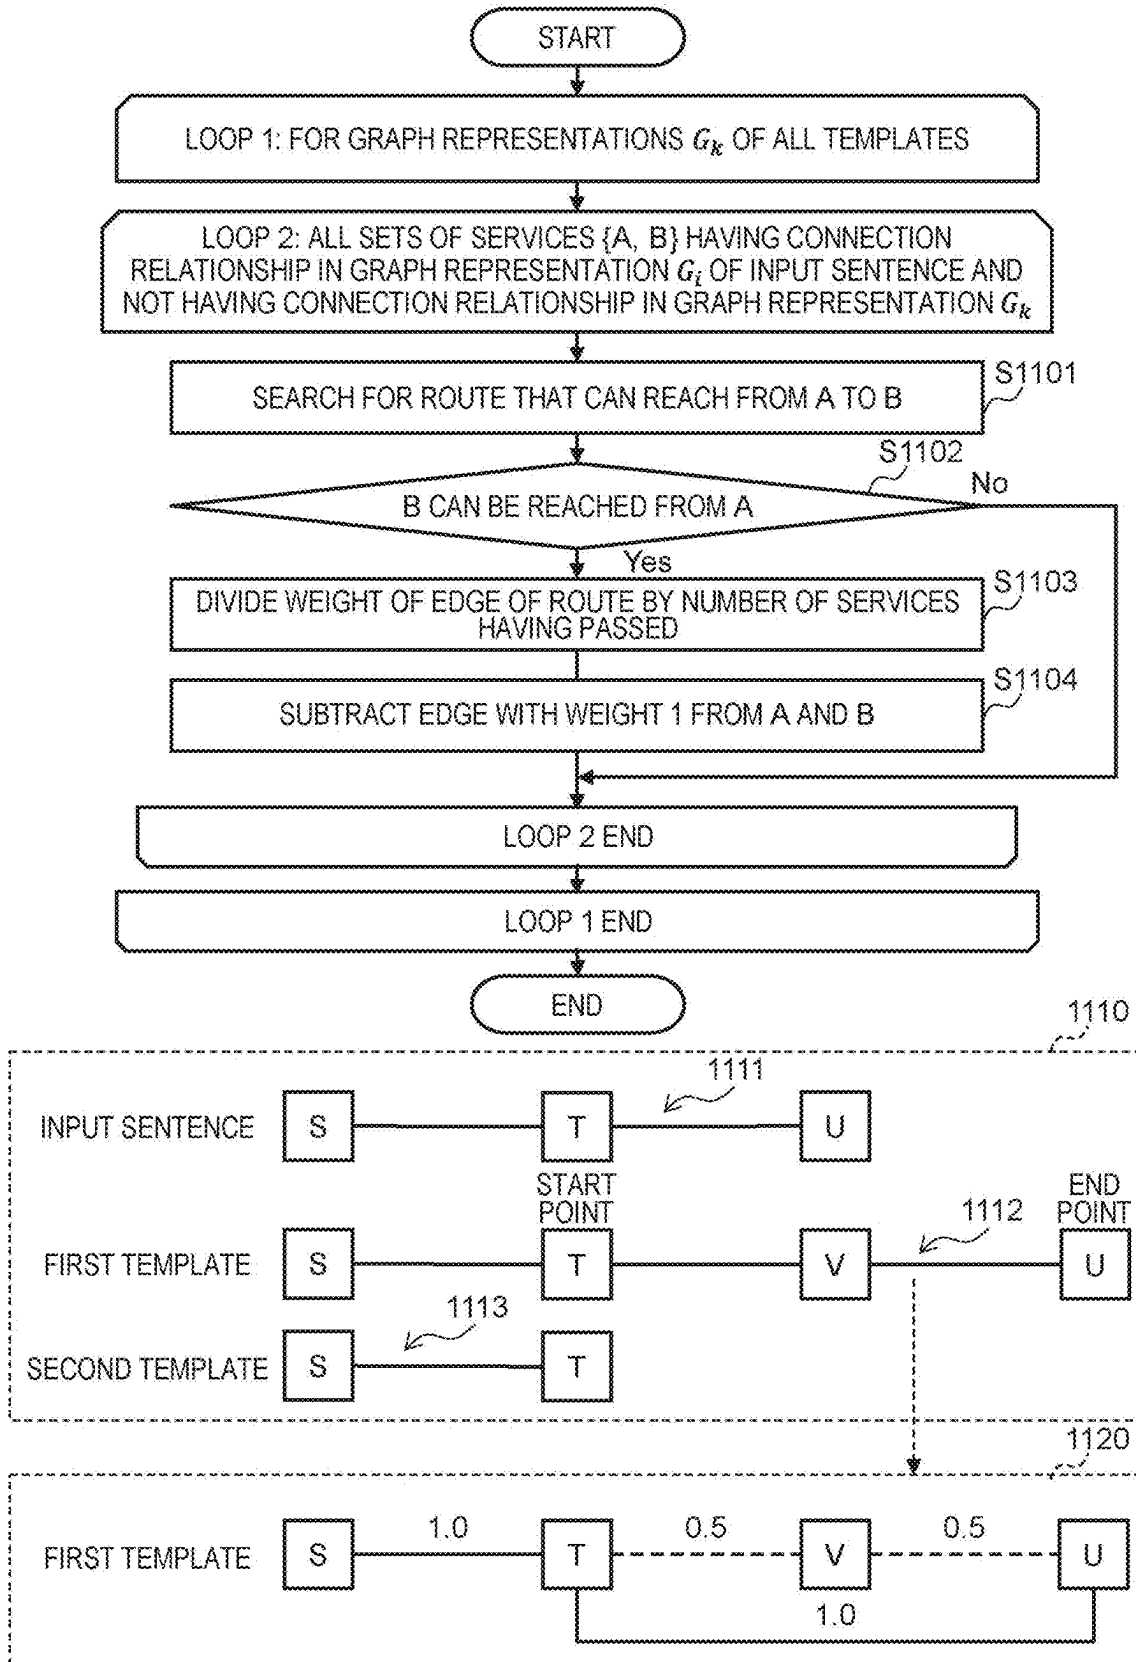 START
LOOP 1: FOR GRAPH REPRESENTATIONS Gk OF ALL TEMPLATES
LOOP 2: ALL SETS OF SERVICES {A, B} HAVING CONNECTION
RELATIONSHIP IN GRAPH REPRESENTATION Gi OF INPUT SENTENCE AND
NOT HAVING CONNECTION RELATIONSHIP IN GRAPH REPRESENTATION Gk
S1101
SEARCH FOR ROUTE THAT CAN REACH FROM A TO B
S1102
No
B CAN BE REACHED FROM A
Yes
S1103
DIVIDE WEIGHT OF EDGE OF ROUTE BY NUMBER OF SERVICES
HAVING PASSED
S1104
SUBTRACT EDGE WITH WEIGHT 1 FROM A AND B
LOOP 2 END
LOOP 1 END
END
1110
1111
INPUT SENTENCE S T U
START
POINT
END
POINT
1112
FIRST TEMPLATE S T V U
1113
SECOND TEMPLATE S T
1120
1.0 0.5 0.5
FIRST TEMPLATE S T V U
1.0